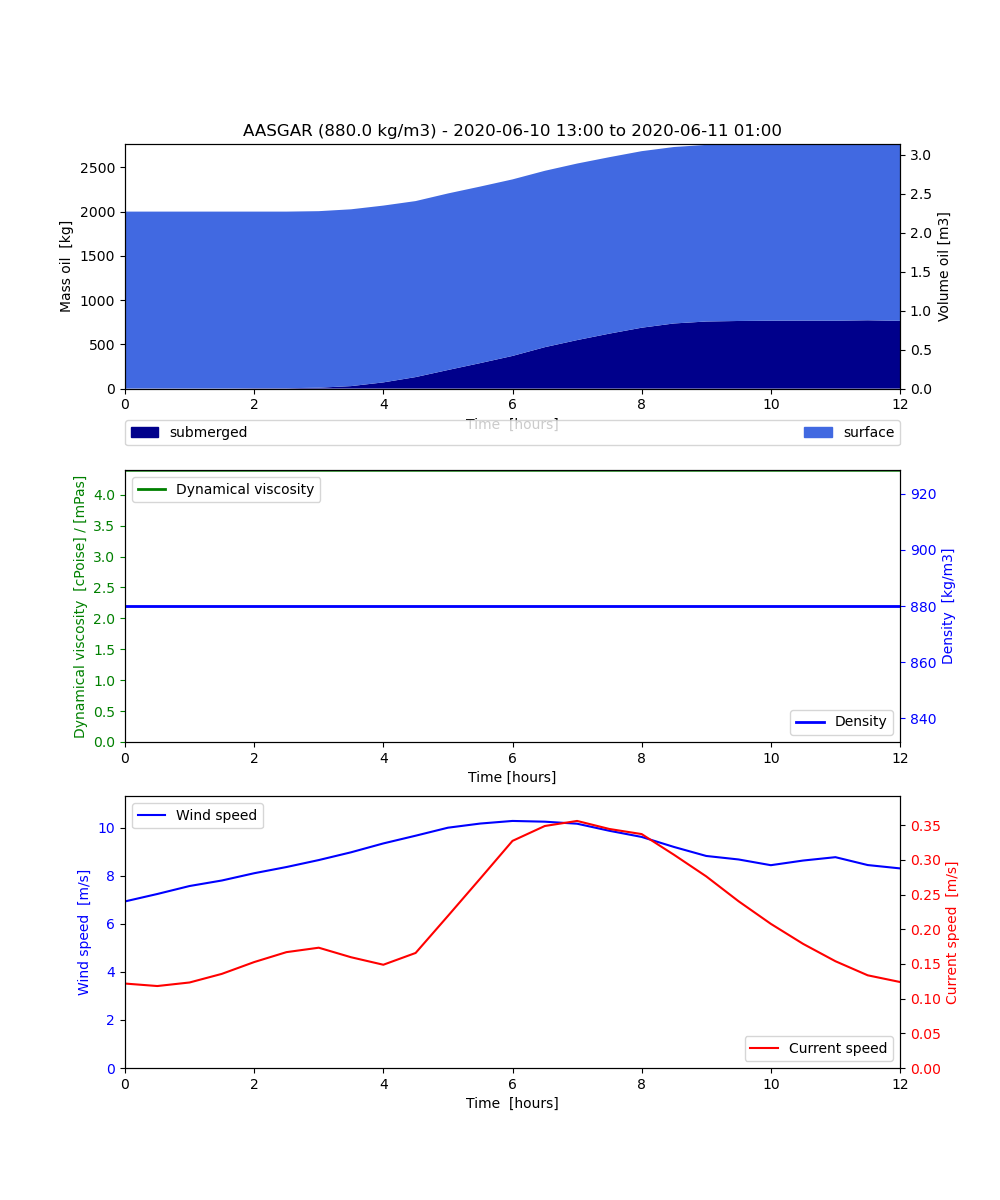 AASGAR (880.0 kg/m3) - 2020-06-10 13:00 to 2020-06-11 01:00
Mass oil [kg]
2500
2000
1500
1000
500
0
3.0
2.5
2.0
1.5
1.0
0.5
0.0
Volume oil [m3]
0 2 4 6 8 10 12
Time [hours]
submerged
surface
Dynamical viscosity [cPoise] / [mPas]
4.0
3.5
3.0
2.5
2.0
1.5
1.0
0.5
0.0
Dynamical viscosity
920
900
880
860
840
Density [kg/m3]
Density
0 2 4 6 8 10 12
Time [hours]
Wind speed [m/s]
10
8
6
4
2
0
Wind speed
0.35
0.30
0.25
0.20
0.15
0.10
0.05
0.00
Current speed [m/s]
Current speed
0 2 4 6 8 10 12
Time [hours]